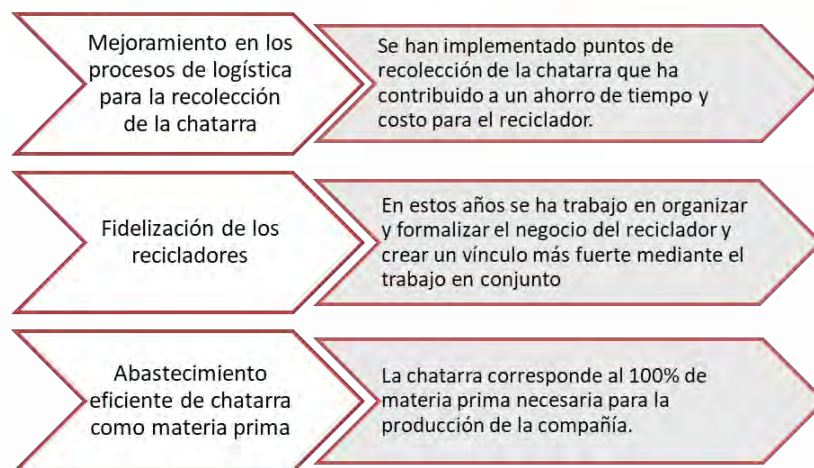 Mejoramiento en los
procesos de logística
para la recolección
de la chatarra
Se han implementado puntos de
recolección de la chatarra que ha
contribuido a un ahorro de tiempo y
costo para el reciclador.
Fidelización de los
recicladores
En estos años se ha trabajo en organizar
y formalizar el negocio del reciclador y
crear un vínculo más fuerte mediante el
trabajo en conjunto
Abastecimiento
eficiente de chatarra
como materia prima
La chatarra corresponde al 100% de
materia prima necesaria para la
producción de la compañía.